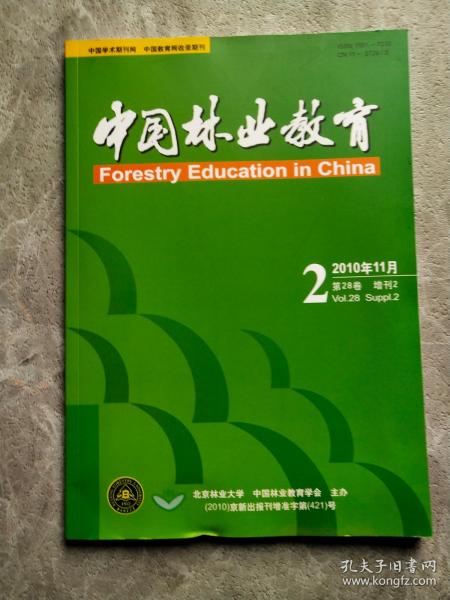 中国学术期刊网 中国教育网收录期刊
中国林业教育
Forestry Education in China
2
2010年11月
第28卷 增刊2
Vol.28 Suppl.2
北京林业大学 中国林业教育学会 主办
(2010)京新出报刊增准字第(421)号
孔夫子旧书网
www.kongfz.com